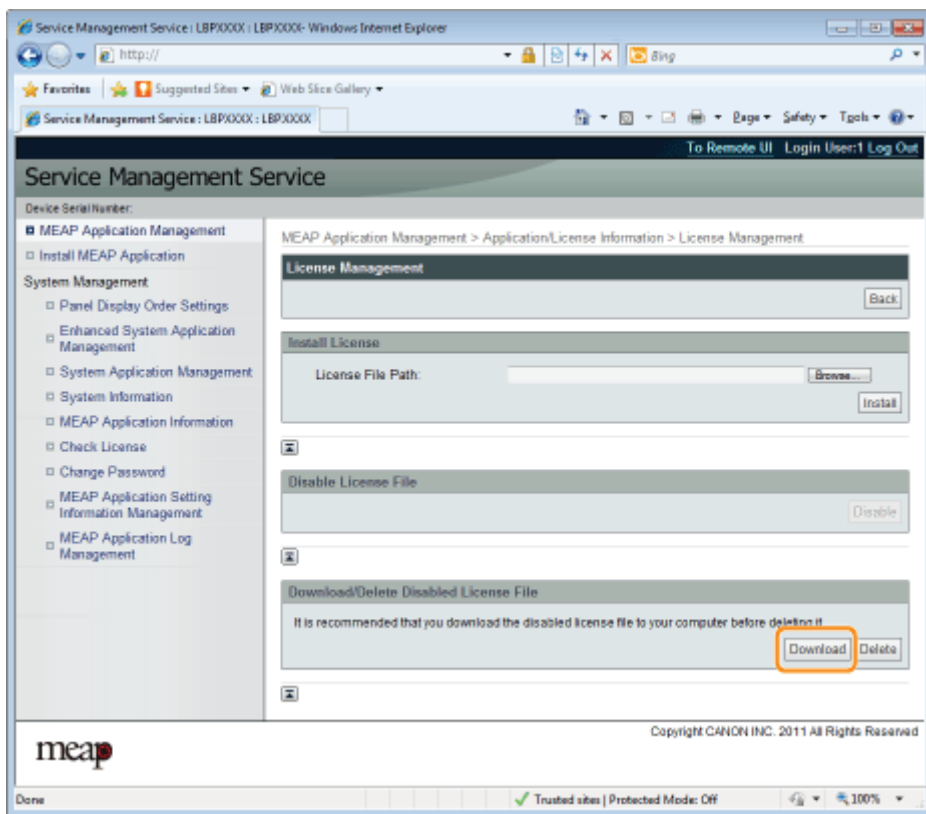 Service Management Service : LBPXXXX : LBPXXXX- Windows Internet Explorer
http://
Bing
Favorites
Suggested Sites
Web Slice Gallery
Service Management Service : LBPXXXX : LBPXXXX
Page
Safety
Tools
To Remote UI Login User:1 Log Out
Service Management Service
Device Serial Number:
MEAP Application Management
Install MEAP Application
System Management
Panel Display Order Settings
Enhanced System Application
Management
System Application Management
System Information
MEAP Application Information
Check License
Change Password
MEAP Application Setting
Information Management
MEAP Application Log
Management
MEAP Application Management > Application/License Information > License Management
License Management
Back
Install License
License File Path:
Browse...
Install
Disable License File
Disable
Download/Delete Disabled License File
It is recommended that you download the disabled license file to your computer before deleting it.
Download
Delete
Copyright CANON INC. 2011 All Rights Reserved
meap
Done
Trusted sites | Protected Mode: Off
100%